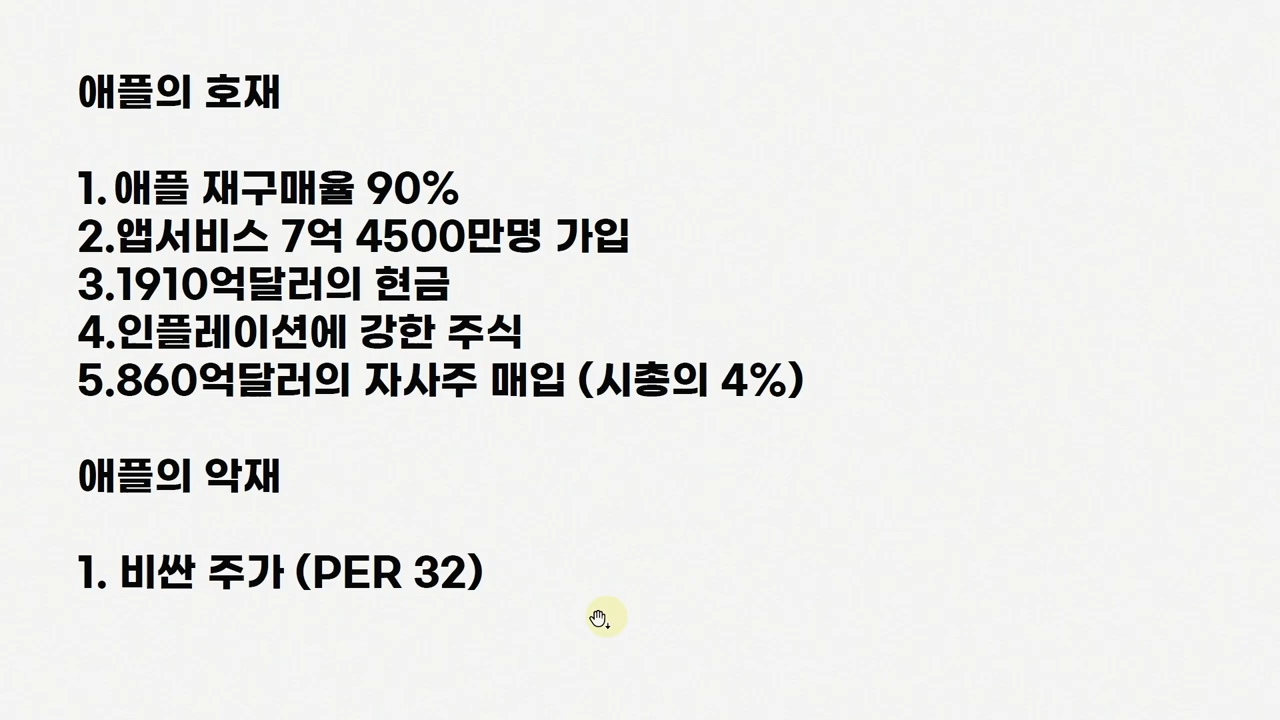 애플의 호재
1. 애플 재구매율 90%
2.앱서비스 7억 4500만명 가입
3.1910억달러의 현금
4.인플레이션에 강한 주식
5.860억달러의 자사주 매입 (시총의 4%)
애플의 악재
1. 비싼 주가 (PER 32)